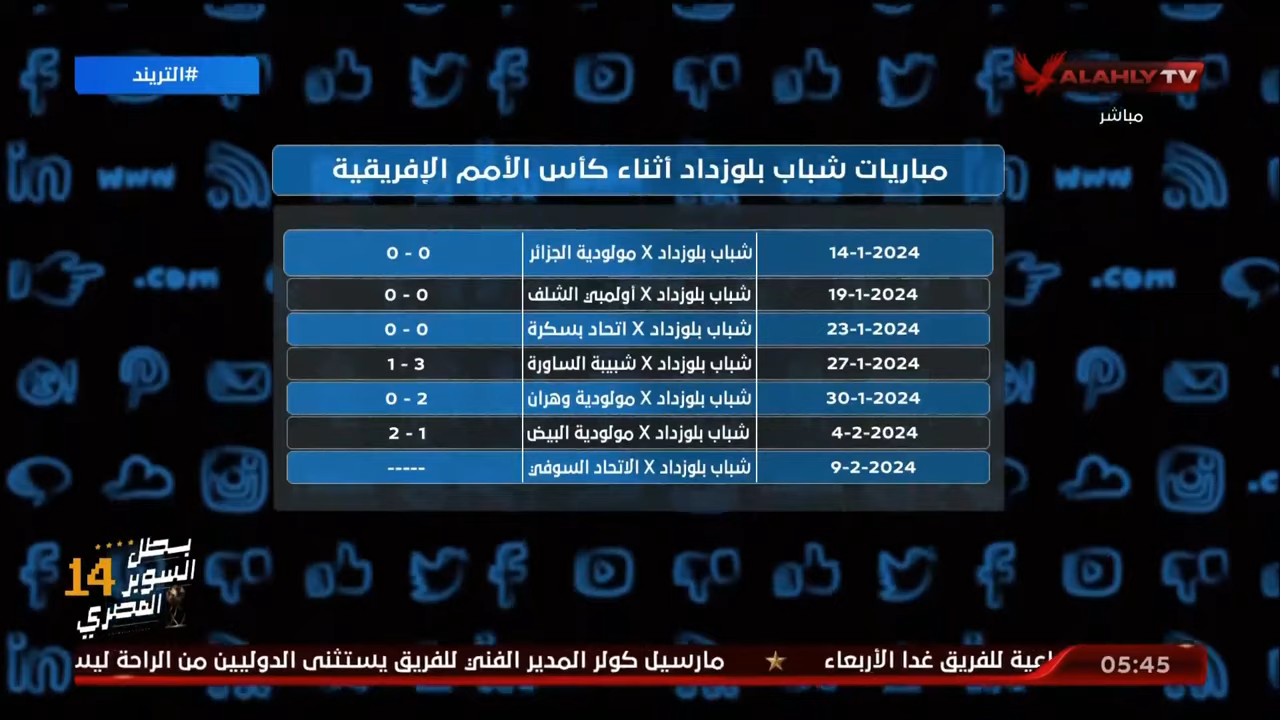 #التريند
ALAHLY TV
مباشر
مباريات شباب بلوزداد أثناء كأس الأمم الإفريقية
14-1-2024 شباب بلوزداد X مولودية الجزائر 0 - 0
19-1-2024 شباب بلوزداد X أولمبي الشلف 0 - 0
23-1-2024 شباب بلوزداد X اتحاد بسكرة 0 - 0
27-1-2024 شباب بلوزداد X شبيبة الساورة 1 - 3
30-1-2024 شباب بلوزداد X مولودية وهران 0 - 2
4-2-2024 شباب بلوزداد X مولودية البيض 2 - 1
9-2-2024 شباب بلوزداد X الاتحاد السوفي -----
بطل
السوبر 14
المصري
05:45 اعية للفريق غدا الأربعاء ★ مارسيل كولر المدير الفني للفريق يستثنى الدوليين من الراحة ليس